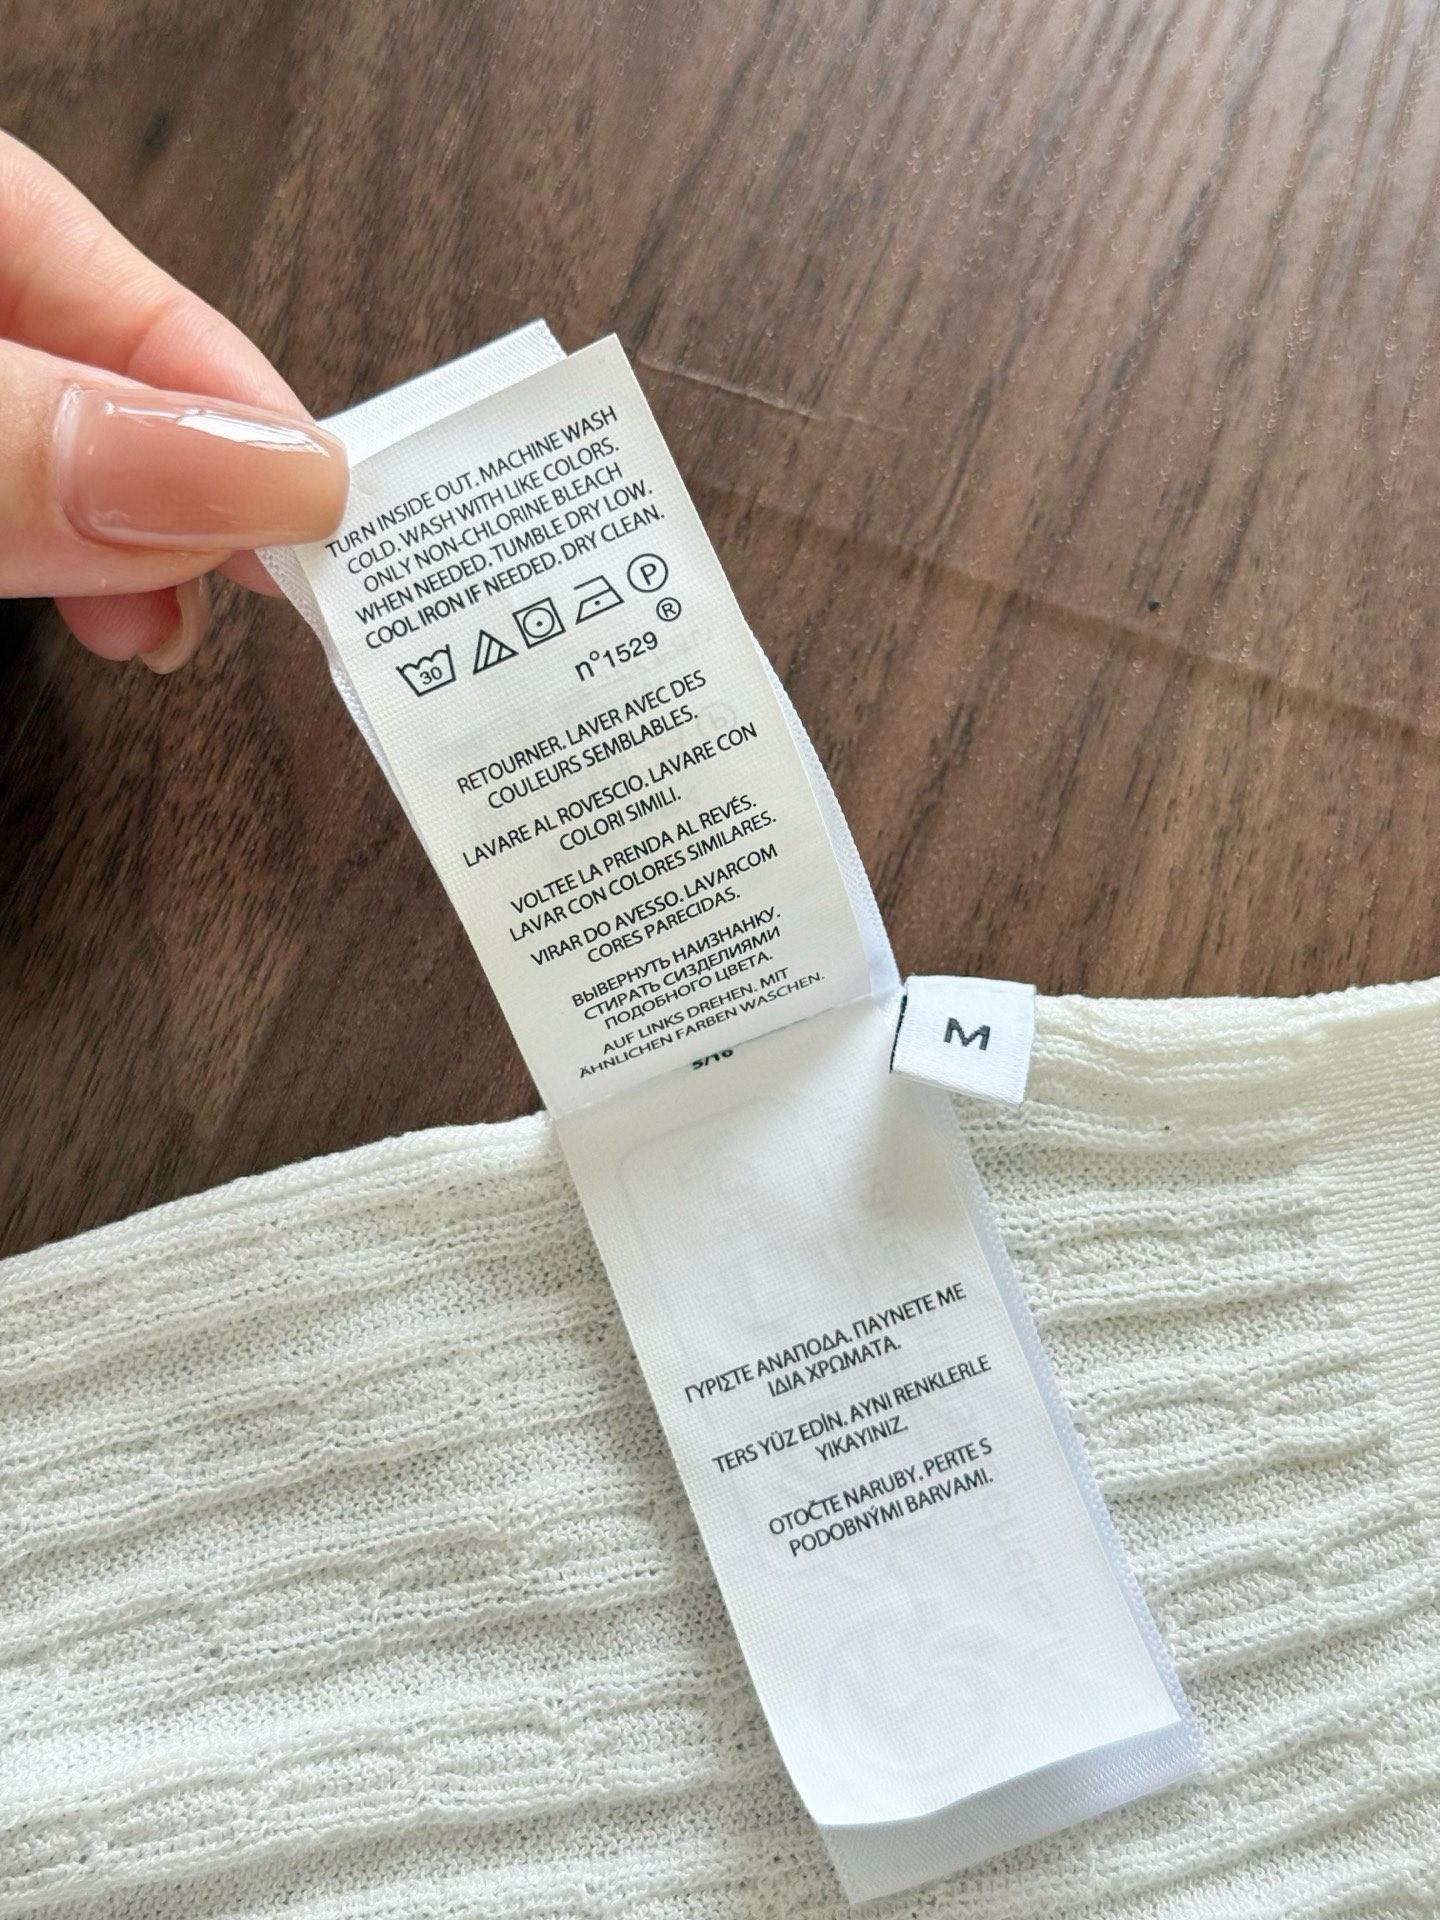 TURN INSIDE OUT. MACHINE WASH
COLD. WASH WITH LIKE COLORS.
ONLY NON-CHLORINE BLEACH
WHEN NEEDED. TUMBLE DRY LOW.
COOL IRON IF NEEDED. DRY CLEAN.
30
P
®
n°1529
RETOURNER. LAVER AVEC DES
COULEURS SEMBLABLES.
LAVARE AL ROVESCIO. LAVARE CON
COLORI SIMILI.
VOLTEE LA PRENDA AL REVÉS.
LAVAR CON COLORES SIMILARES.
VIRAR DO AVESSO. LAVARCOM
CORES PARECIDAS.
ВЫВЕРНУТЬ НАИЗНАНКУ.
СТИРАТЬ СИЗДЕЛИЯМИ
ПОДОБНОГО ЦВЕТА.
AUF LINKS DREHEN. MIT
ÄHNLICHEN FARBEN WASCHEN.
M
ΓΥΡΙΣΤΕ ΑΝΑΠΟΔΑ. ΠΛΥΝΕΤΕ ΜΕ
ΙΔΙΑ ΧΡΩΜΑΤΑ.
TERS YÜZ EDİN. AYNI RENKLERLE
YIKAYINIZ.
OTOČTE NARUBY. PERTE S
PODOBNÝMI BARVAMI.